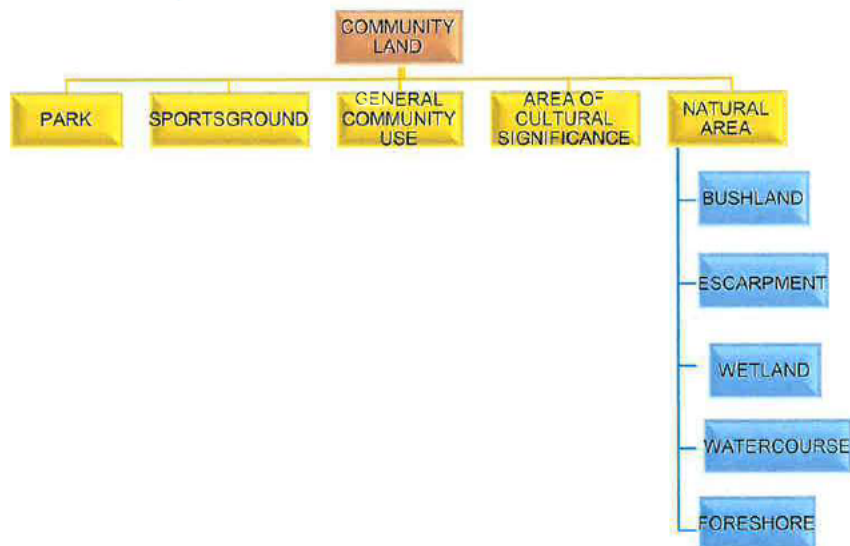 COMMUNITY
LAND
PARK
SPORTSGROUND
GENERAL
COMMUNITY
USE
AREA OF
CULTURAL
SIGNIFICANCE
NATURAL
AREA
BUSHLAND
ESCARPMENT
WETLAND
WATERCOURSE
FORESHORE